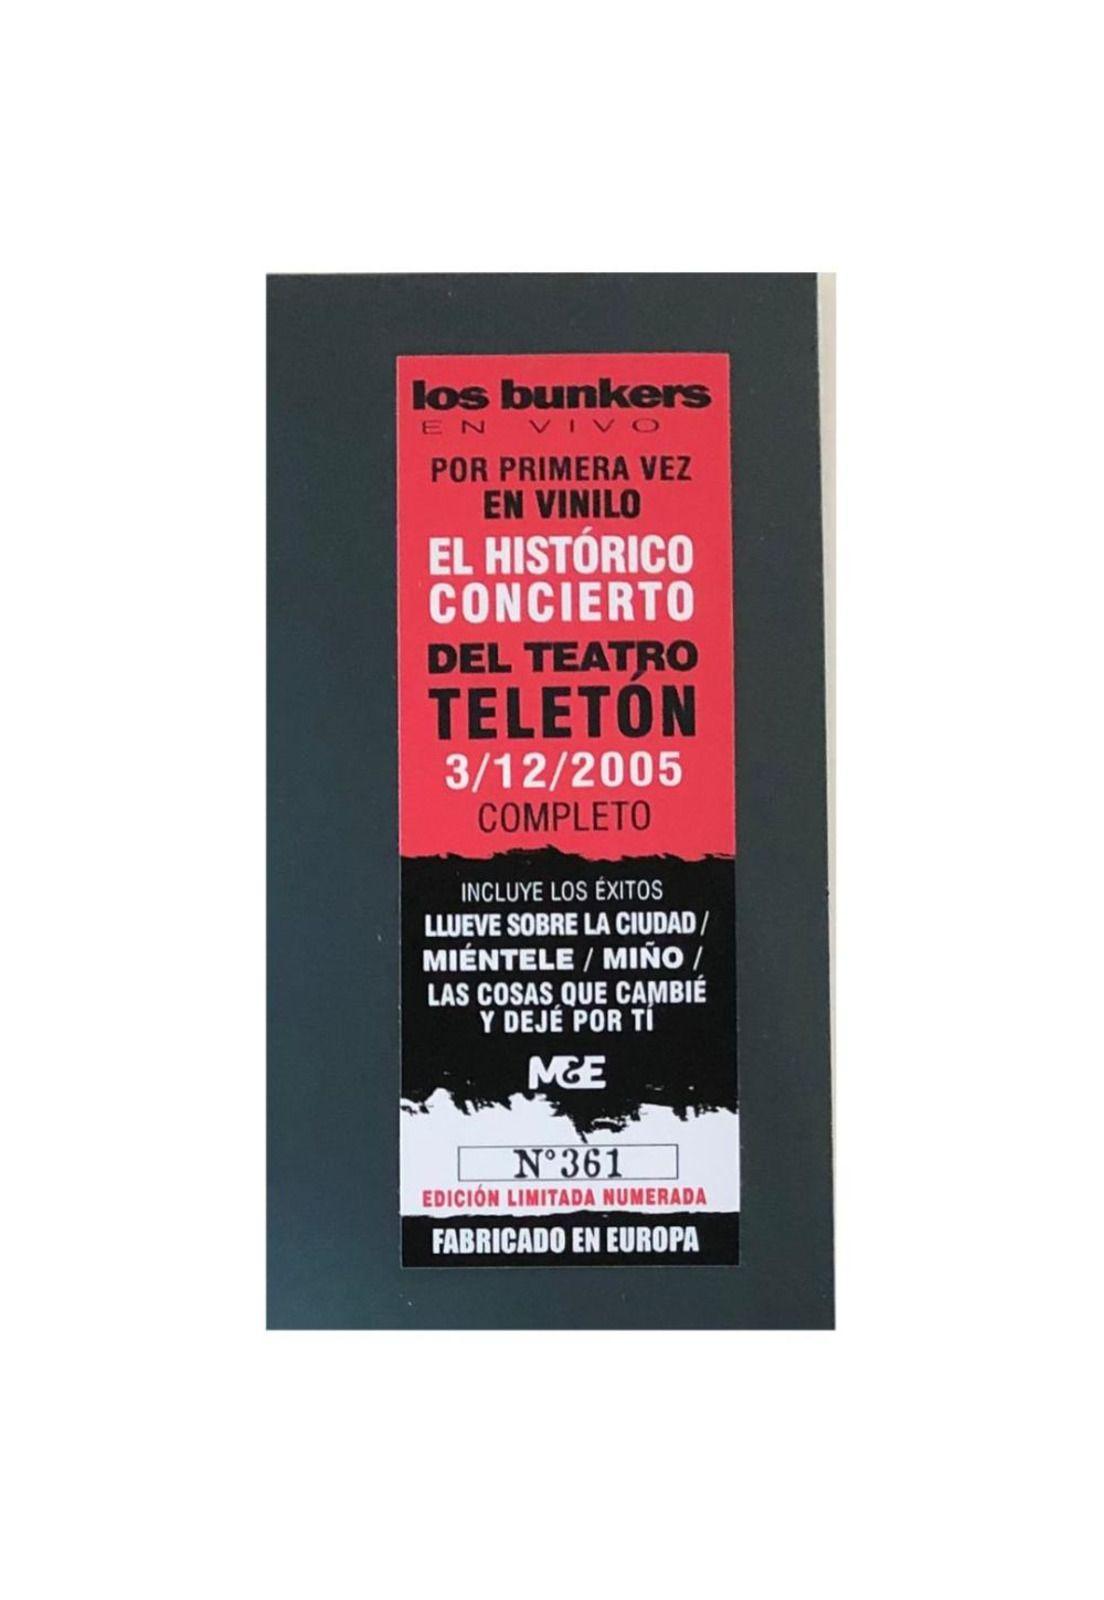 los bunkers
EN VIVO
POR PRIMERA VEZ
EN VINILO
EL HISTÓRICO
CONCIERTO
DEL TEATRO
TELETÓN
3/12/2005
COMPLETO
INCLUYE LOS ÉXITOS
LLUEVE SOBRE LA CIUDAD /
MIÉNTELE / MIÑO /
LAS COSAS QUE CAMBIÉ
Y DEJÉ POR TÍ
M&E
N° 361
EDICIÓN LIMITADA NUMERADA
FABRICADO EN EUROPA